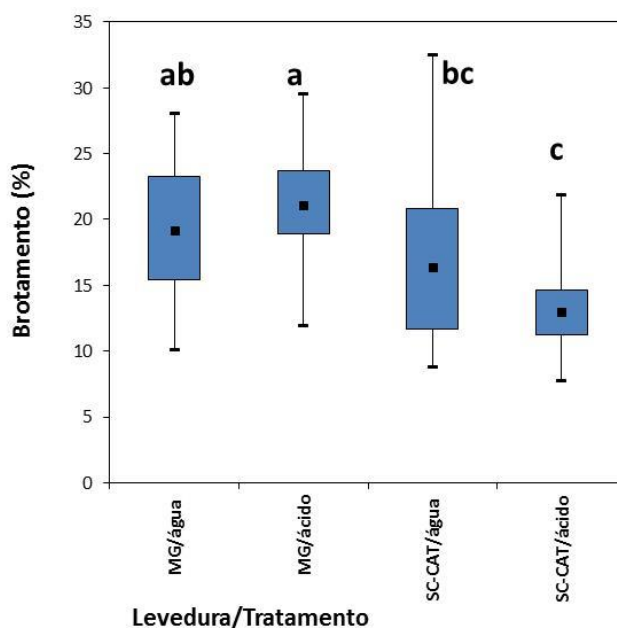 35
ab
a
bc
30
c
25
20
15
10
5
0
Brotamento (%)
MG/água
MG/ácido
SC-CAT/água
SC-CAT/ácido
Levedura/Tratamento